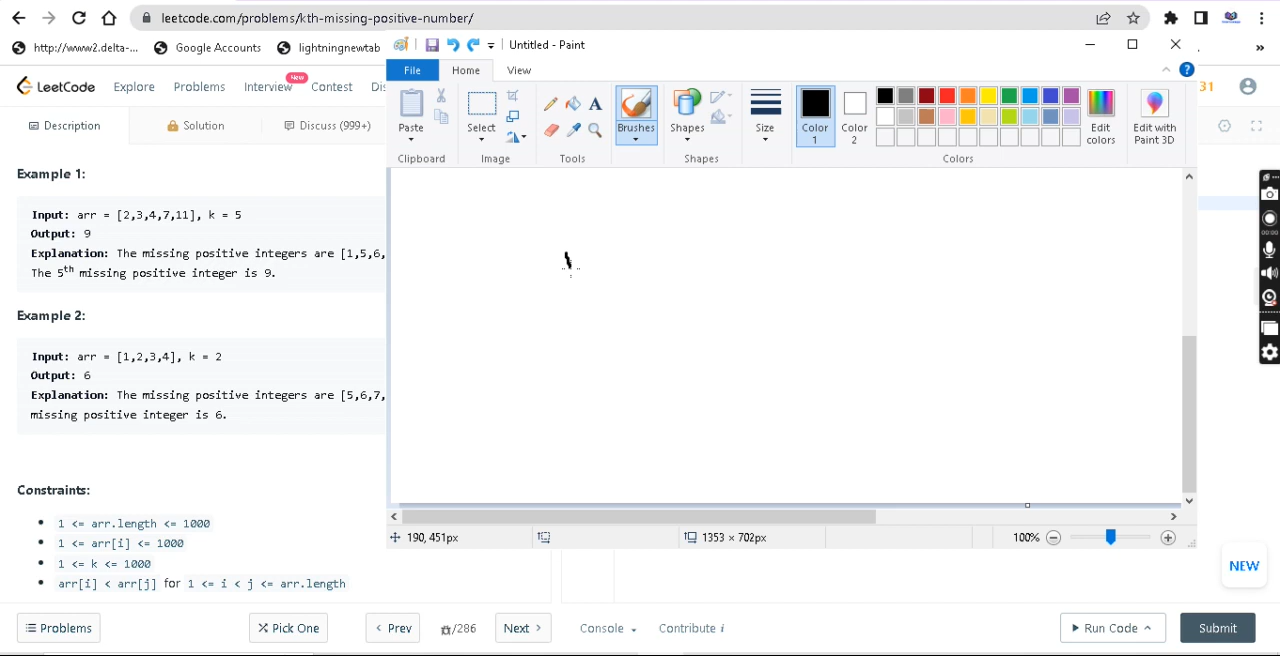 leetcode.com/problems/kth-missing-positive-number/
http://www2.delta-... Google Accounts lightningnewtab »
Untitled - Paint
File Home View
LeetCode Explore Problems Interview New Contest Dis 31
Description Solution Discuss (999+)
Paste Select Brushes Shapes Size Color 1 Color 2 Edit colors Edit with Paint 3D
Clipboard Image Tools Shapes Colors
Example 1:
Input: arr = [2,3,4,7,11], k = 5
Output: 9
Explanation: The missing positive integers are [1,5,6,
The 5th missing positive integer is 9.
Example 2:
Input: arr = [1,2,3,4], k = 2
Output: 6
Explanation: The missing positive integers are [5,6,7,
missing positive integer is 6.
Constraints:
1 <= arr.length <= 1000
1 <= arr[i] <= 1000
1 <= k <= 1000
arr[i] < arr[j] for 1 <= i < j <= arr.length
190, 451px 1353 × 702px 100%
00:00
NEW
Problems Pick One < Prev /286 Next > Console Contribute i Run Code Submit